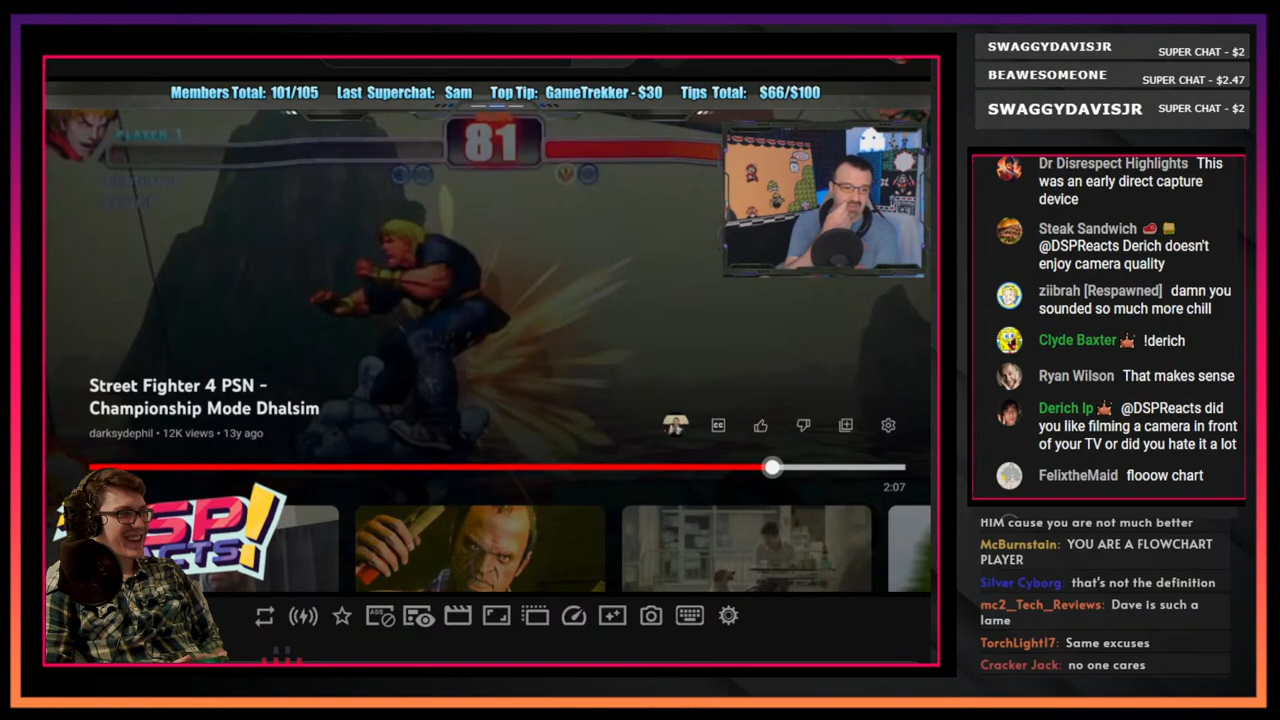 Members Total: 101/105 Last Superchat: Sam Top Tip: GameTrekker - $30 Tips Total: $66/$100
PLAYER 1
81
Street Fighter 4 PSN -
Championship Mode Dhalsim
darksydephil • 12K views • 13y ago
CC
2:07
DSP!
ADS
SWAGGYDAVISJR SUPER CHAT - $2
BEAWESOMEONE SUPER CHAT - $2.47
SWAGGYDAVISJR SUPER CHAT - $2
Dr Disrespect Highlights This
was an early direct capture
device
Steak Sandwich
@DSPReacts Derich doesn't
enjoy camera quality
ziibrah [Respawned] damn you
sounded so much more chill
Clyde Baxter !derich
Ryan Wilson That makes sense
Derich Ip @DSPReacts did
you like filming a camera in front
of your TV or did you hate it a lot
FelixtheMaid flooow chart
HIM cause you are not much better
McBurnstain: YOU ARE A FLOWCHART
PLAYER
Silver Cyborg: that's not the definition
mc2_Tech_Reviews: Dave is such a
lame
TorchLight17: Same excuses
Cracker Jack: no one cares